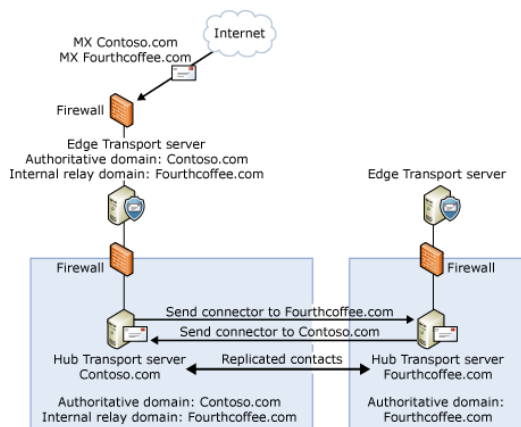 Internet
MX Contoso.com
MX Fourthcoffee.com
Firewall
Edge Transport server
Authoritative domain: Contoso.com
Internal relay domain: Fourthcoffee.com
Edge Transport server
Firewall
Firewall
Send connector to Fourthcoffee.com
Send connector to Contoso.com
Hub Transport server
Contoso.com
Replicated contacts
Hub Transport server
Fourthcoffee.com
Authoritative domain: Contoso.com
Internal relay domain: Fourthcoffee.com
Authoritative domain:
Fourthcoffee.com